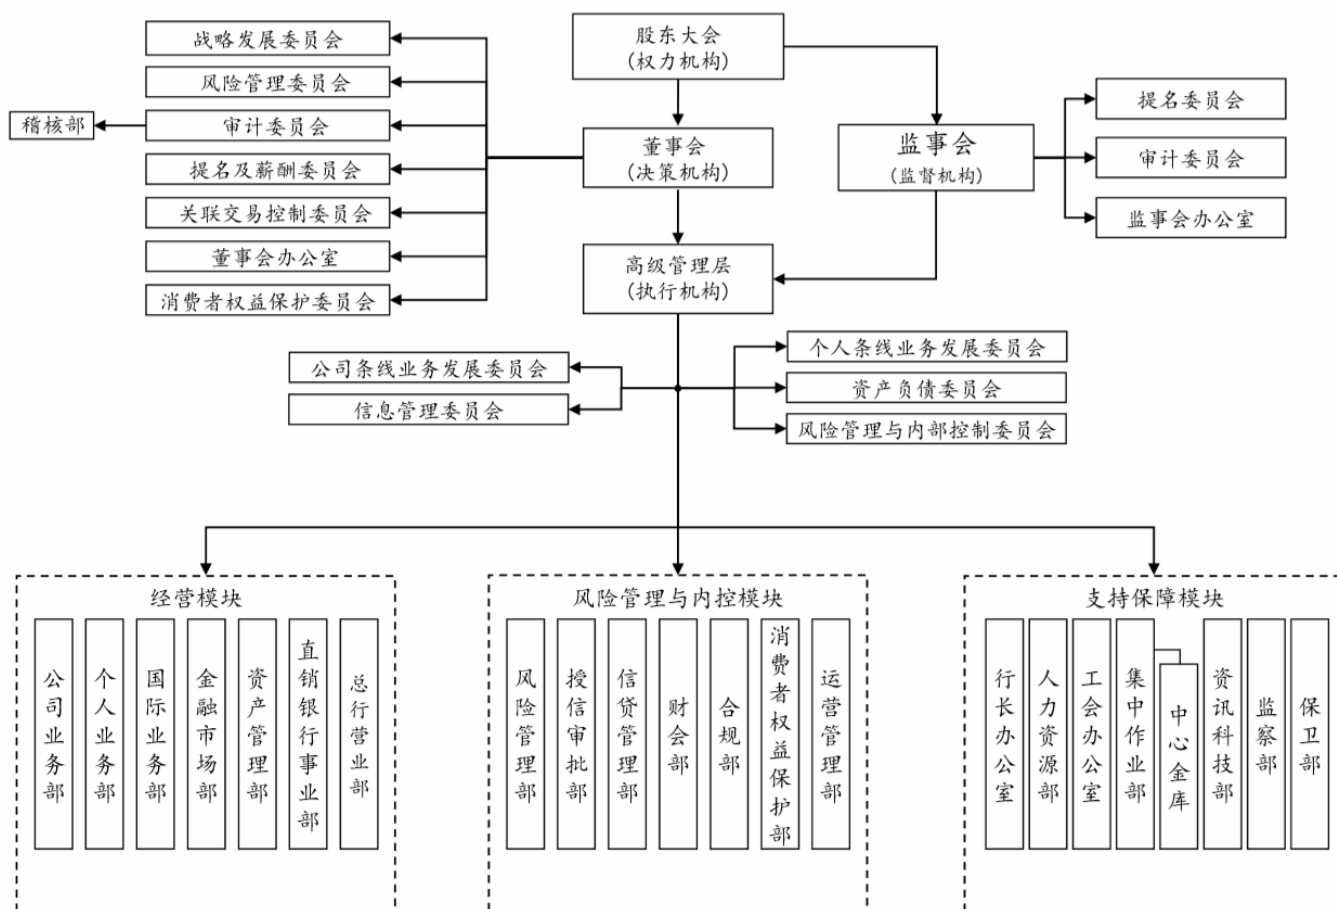 股东大会
(权力机构)
战略发展委员会
风险管理委员会
稽核部
审计委员会
提名及薪酬委员会
关联交易控制委员会
董事会办公室
消费者权益保护委员会
董事会
(决策机构)
监事会
(监督机构)
提名委员会
审计委员会
监事会办公室
高级管理层
(执行机构)
公司条线业务发展委员会
信息管理委员会
个人条线业务发展委员会
资产负债委员会
风险管理与内部控制委员会
经营模块
公司业务部
个人业务部
国际业务部
金融市场部
资产管理部
直销银行事业部
总行营业部
风险管理与内控模块
风险管理部
授信审批部
信贷管理部
财会部
合规部
消费者权益保护部
运营管理部
支持保障模块
行长办公室
人力资源部
工会办公室
集中作业部
中心金库
资讯科技部
监察部
保卫部